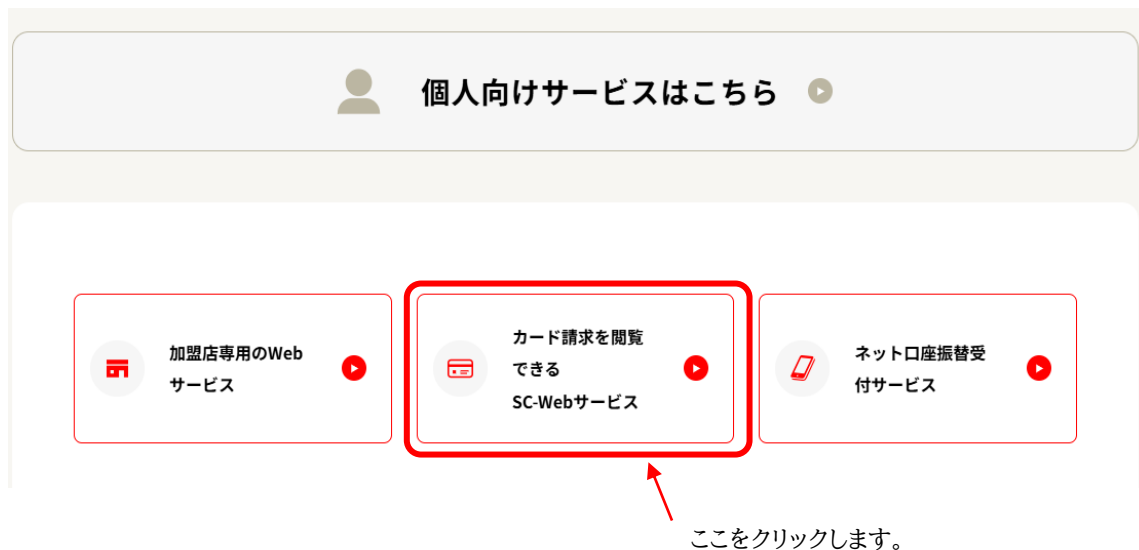 個人向けサービスはこちら
加盟店専用のWeb
サービス
カード請求を閲覧
できる
SC-Webサービス
ネット口座振替受
付サービス
ここをクリックします。